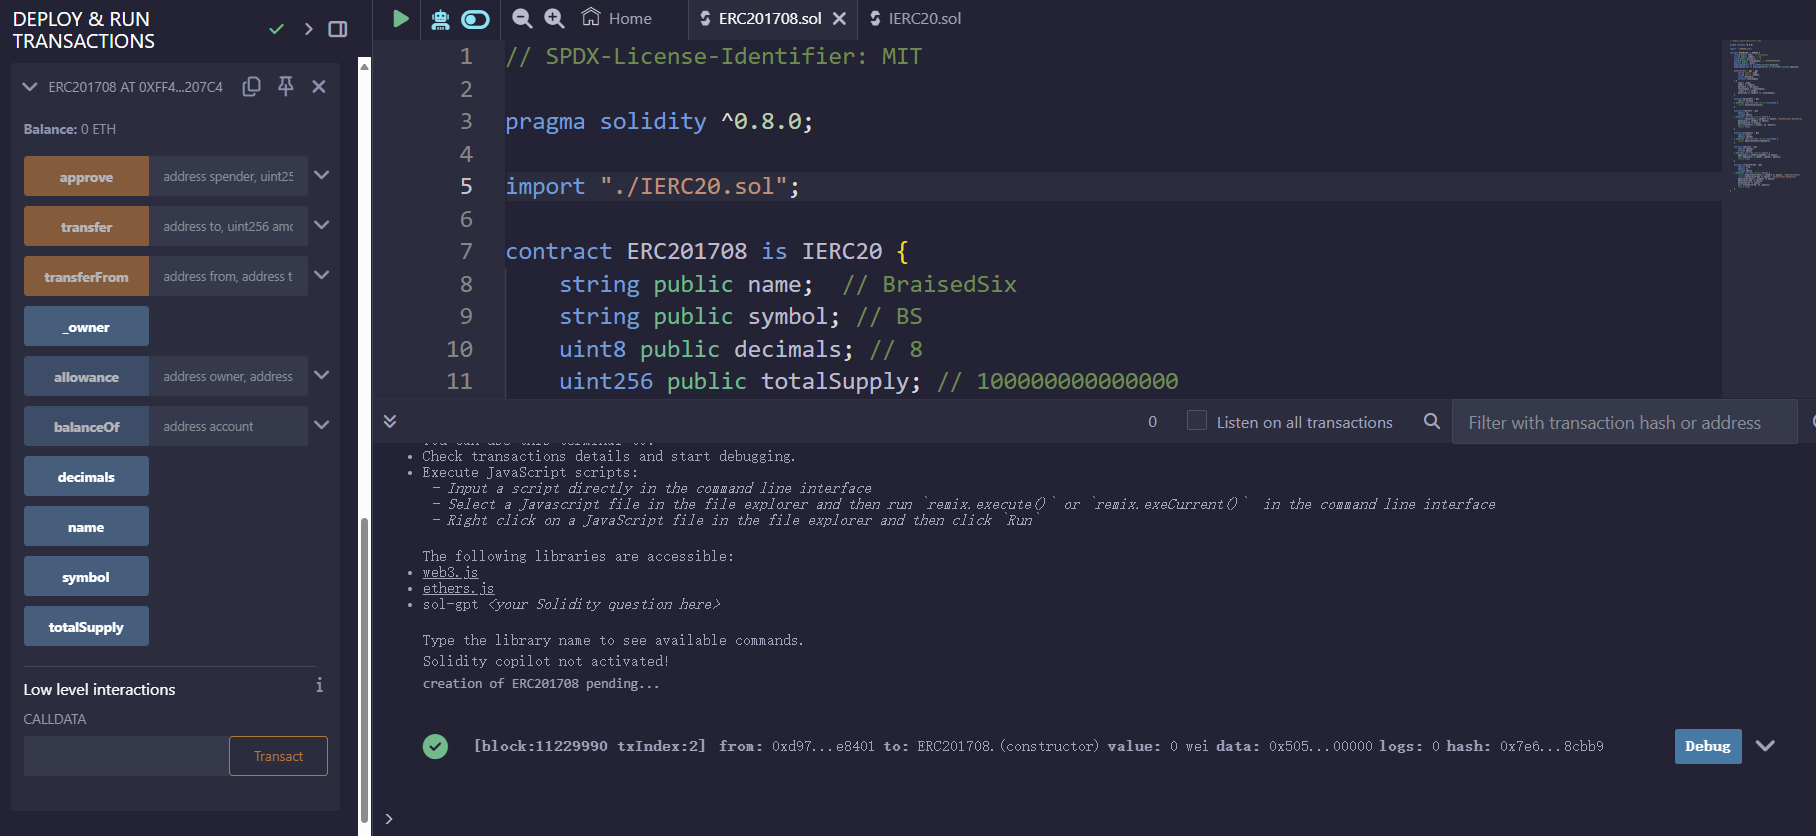 DEPLOY & RUN
TRANSACTIONS
ERC201708 AT 0XFF4...207C4
Balance: 0 ETH
approve address spender, uint25
transfer address to, uint256 amo
transferFrom address from, address t
_owner
allowance address owner, address
balanceOf address account
decimals
name
symbol
totalSupply
Low level interactions
i
CALLDATA
Transact
Home
ERC201708.sol
IERC20.sol
1 // SPDX-License-Identifier: MIT
2
3 pragma solidity ^0.8.0;
4
5 import "./IERC20.sol";
6
7 contract ERC201708 is IERC20 {
8 string public name;  // BraisedSix
9 string public symbol; // BS
10 uint8 public decimals; // 8
11 uint256 public totalSupply; // 100000000000000
0 Listen on all transactions Filter with transaction hash or address
You can use this terminal to:
• Check transactions details and start debugging.
• Execute JavaScript scripts:
- Input a script directly in the command line interface
- Select a Javascript file in the file explorer and then run `remix.execute()` or `remix.exeCurrent()`  in the command line interface
- Right click on a JavaScript file in the file explorer and then click `Run`
The following libraries are accessible:
• web3.js
• ethers.js
• sol-gpt <your Solidity question here>
Type the library name to see available commands.
Solidity copilot not activated!
creation of ERC201708 pending...
[block:11229990 txIndex:2] from: 0xd97...e8401 to: ERC201708.(constructor) value: 0 wei data: 0x505...00000 logs: 0 hash: 0x7e6...8cbb9
Debug
>